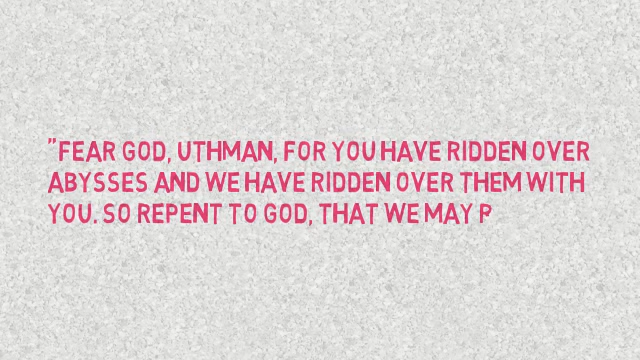 "FEAR GOD, UTHMAN, FOR YOU HAVE RIDDEN OVER
ABYSSES AND WE HAVE RIDDEN OVER THEM WITH
YOU. SO REPENT TO GOD, THAT WE MAY P